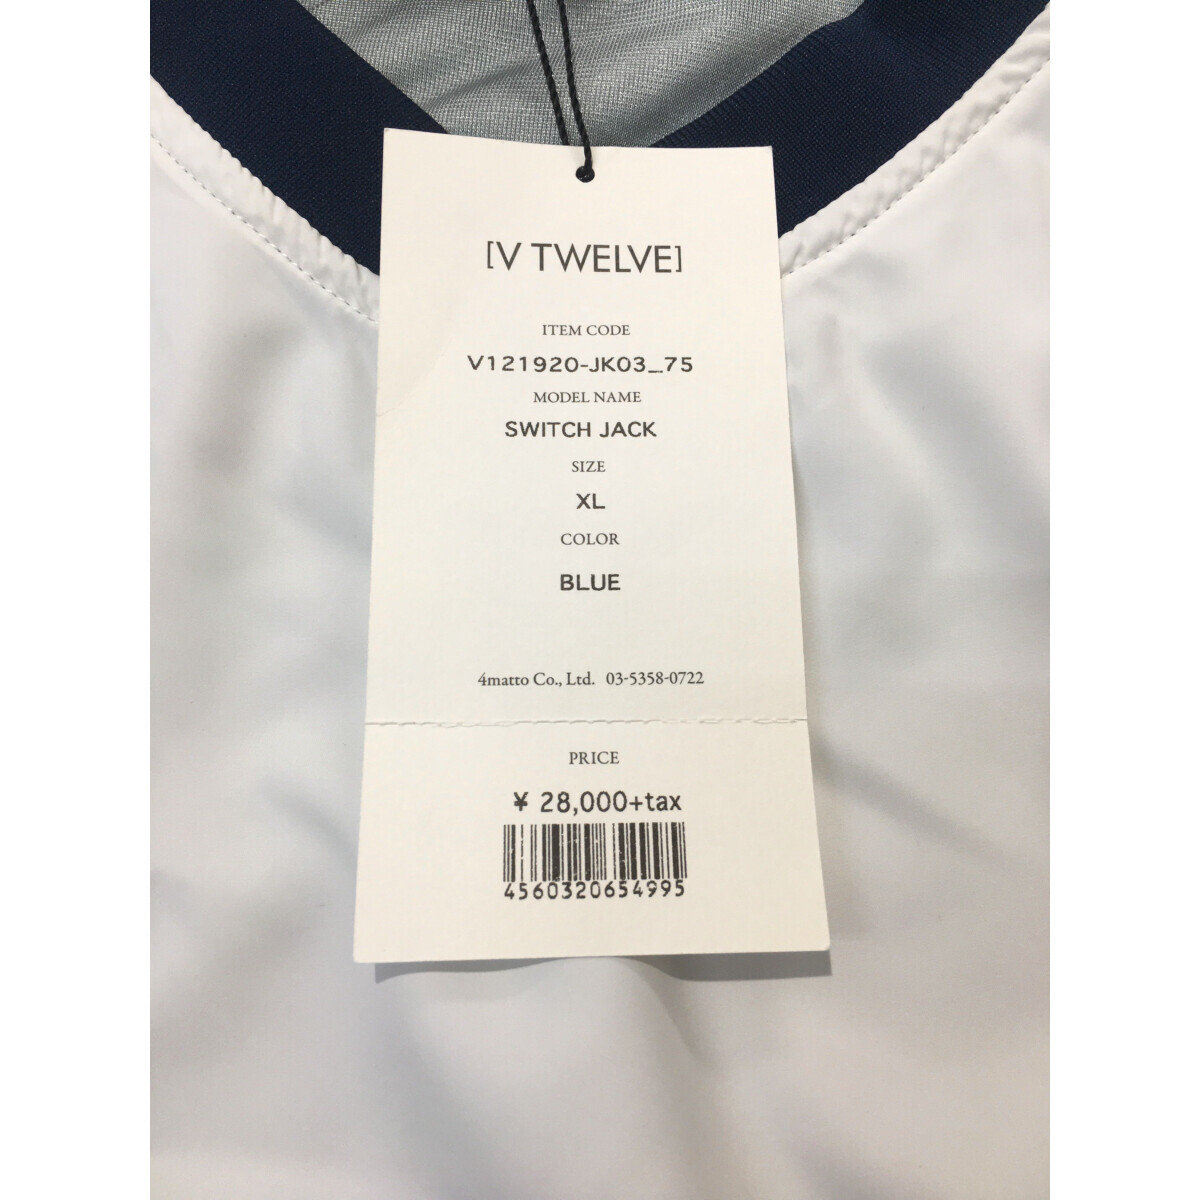 [V TWELVE]
ITEM CODE
V121920-JK03_75
MODEL NAME
SWITCH JACK
SIZE
XL
COLOR
BLUE
4matto Co., Ltd. 03-5358-0722
PRICE
¥ 28,000+tax
4560320654995